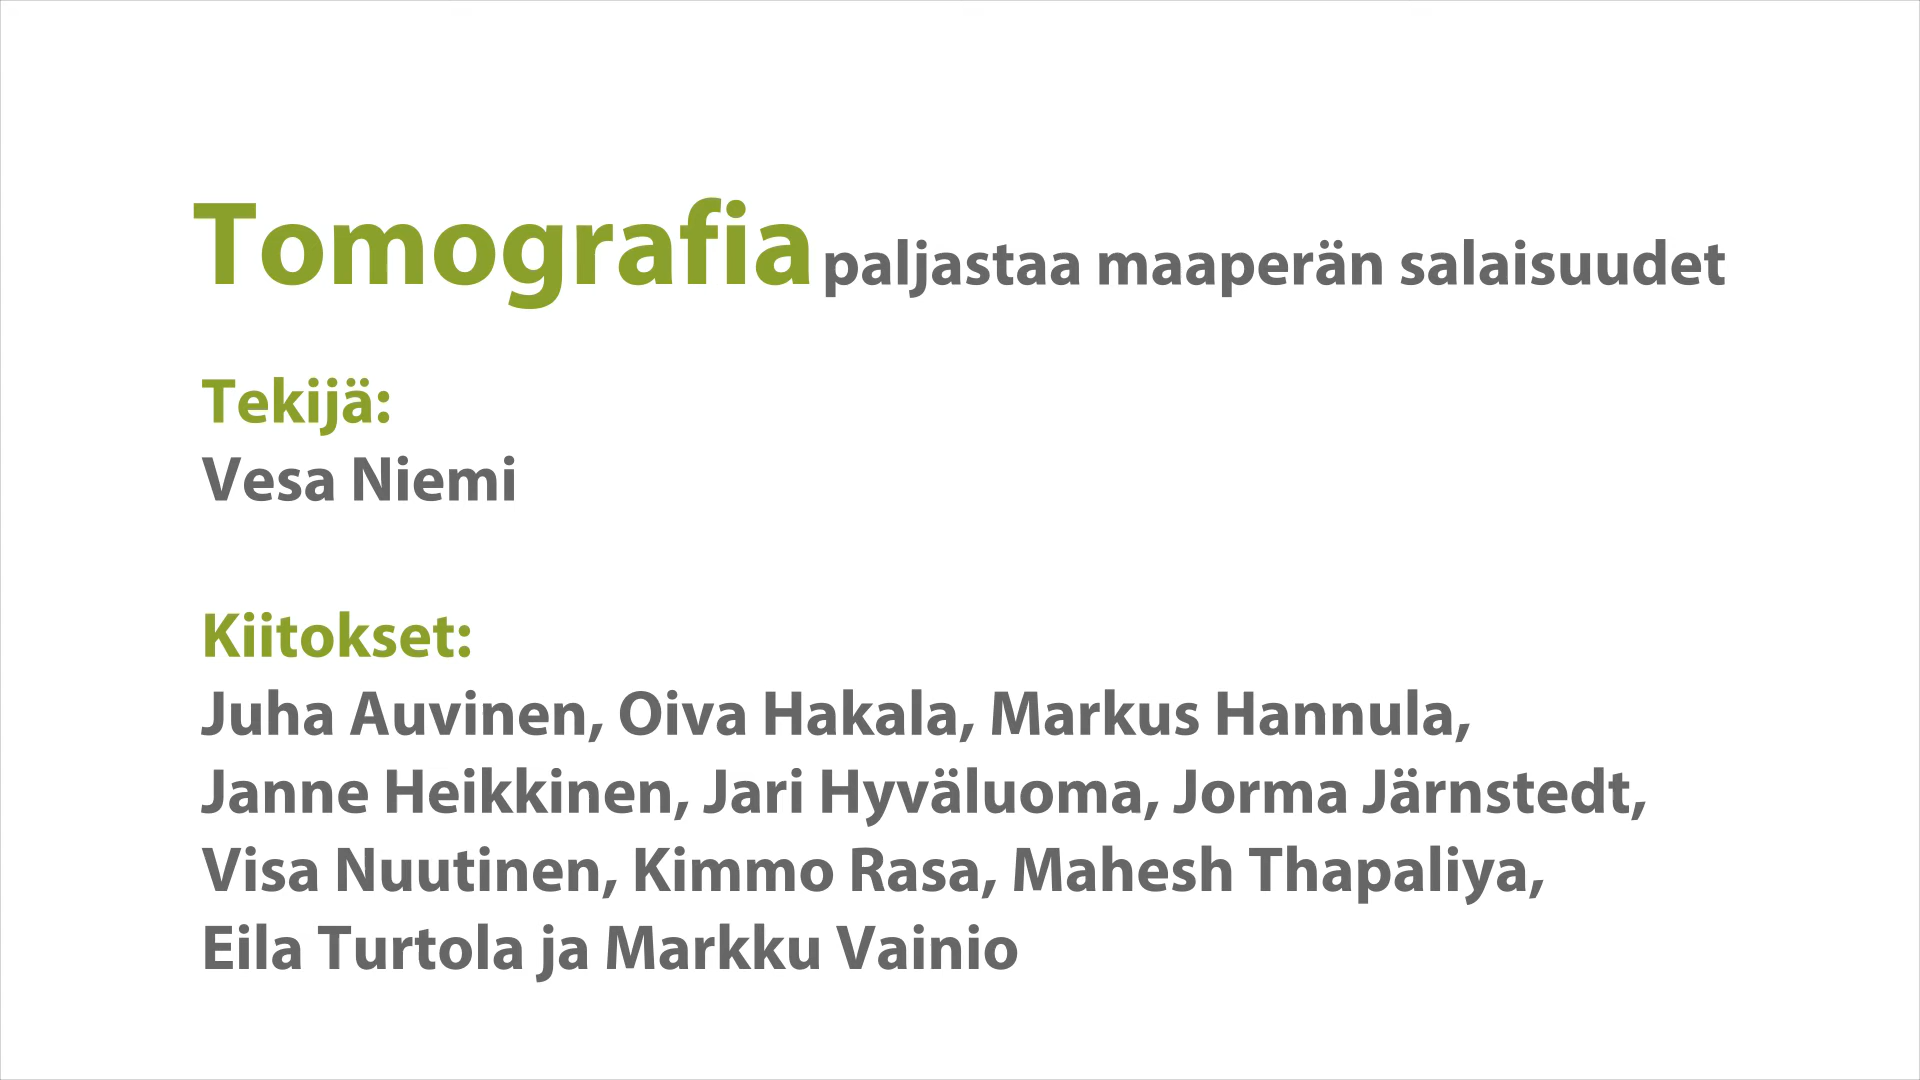 Tomografia paljastaa maaperän salaisuudet
Tekijä:
Vesa Niemi
Kiitokset:
Juha Auvinen, Oiva Hakala, Markus Hannula,
Janne Heikkinen, Jari Hyväluoma, Jorma Järnstedt,
Visa Nuutinen, Kimmo Rasa, Mahesh Thapaliya,
Eila Turtola ja Markku Vainio